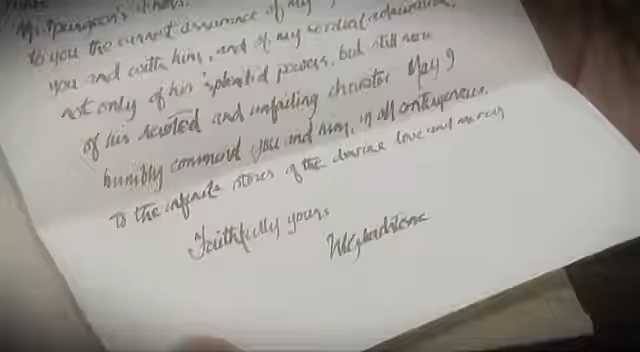 Mr. Spurgeon's illness
to you the earnest assurance of my
you and with him, and of my cordial admiration,
not only of his splendid powers, but still more
of his devoted and unfailing character May I
humbly commend you and him, in all contingencies,
to the infinite stores of the divine love and mercy
Faithfully yours
WEGladstone